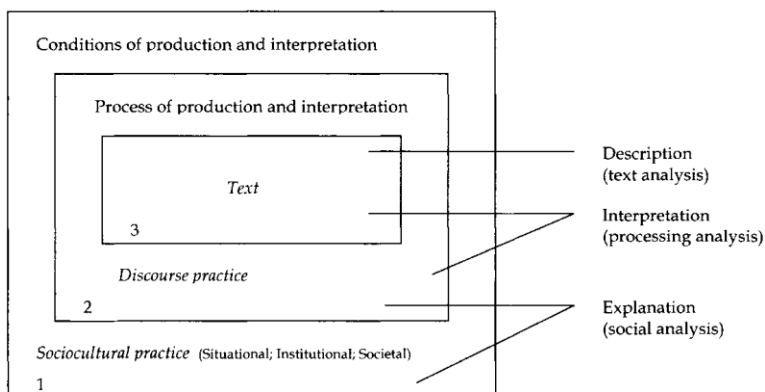 Conditions of production and interpretation
Process of production and interpretation
Text
3
Discourse practice
2
Sociocultural practice (Situational; Institutional; Societal)
1
Description
(text analysis)
Interpretation
(processing analysis)
Explanation
(social analysis)